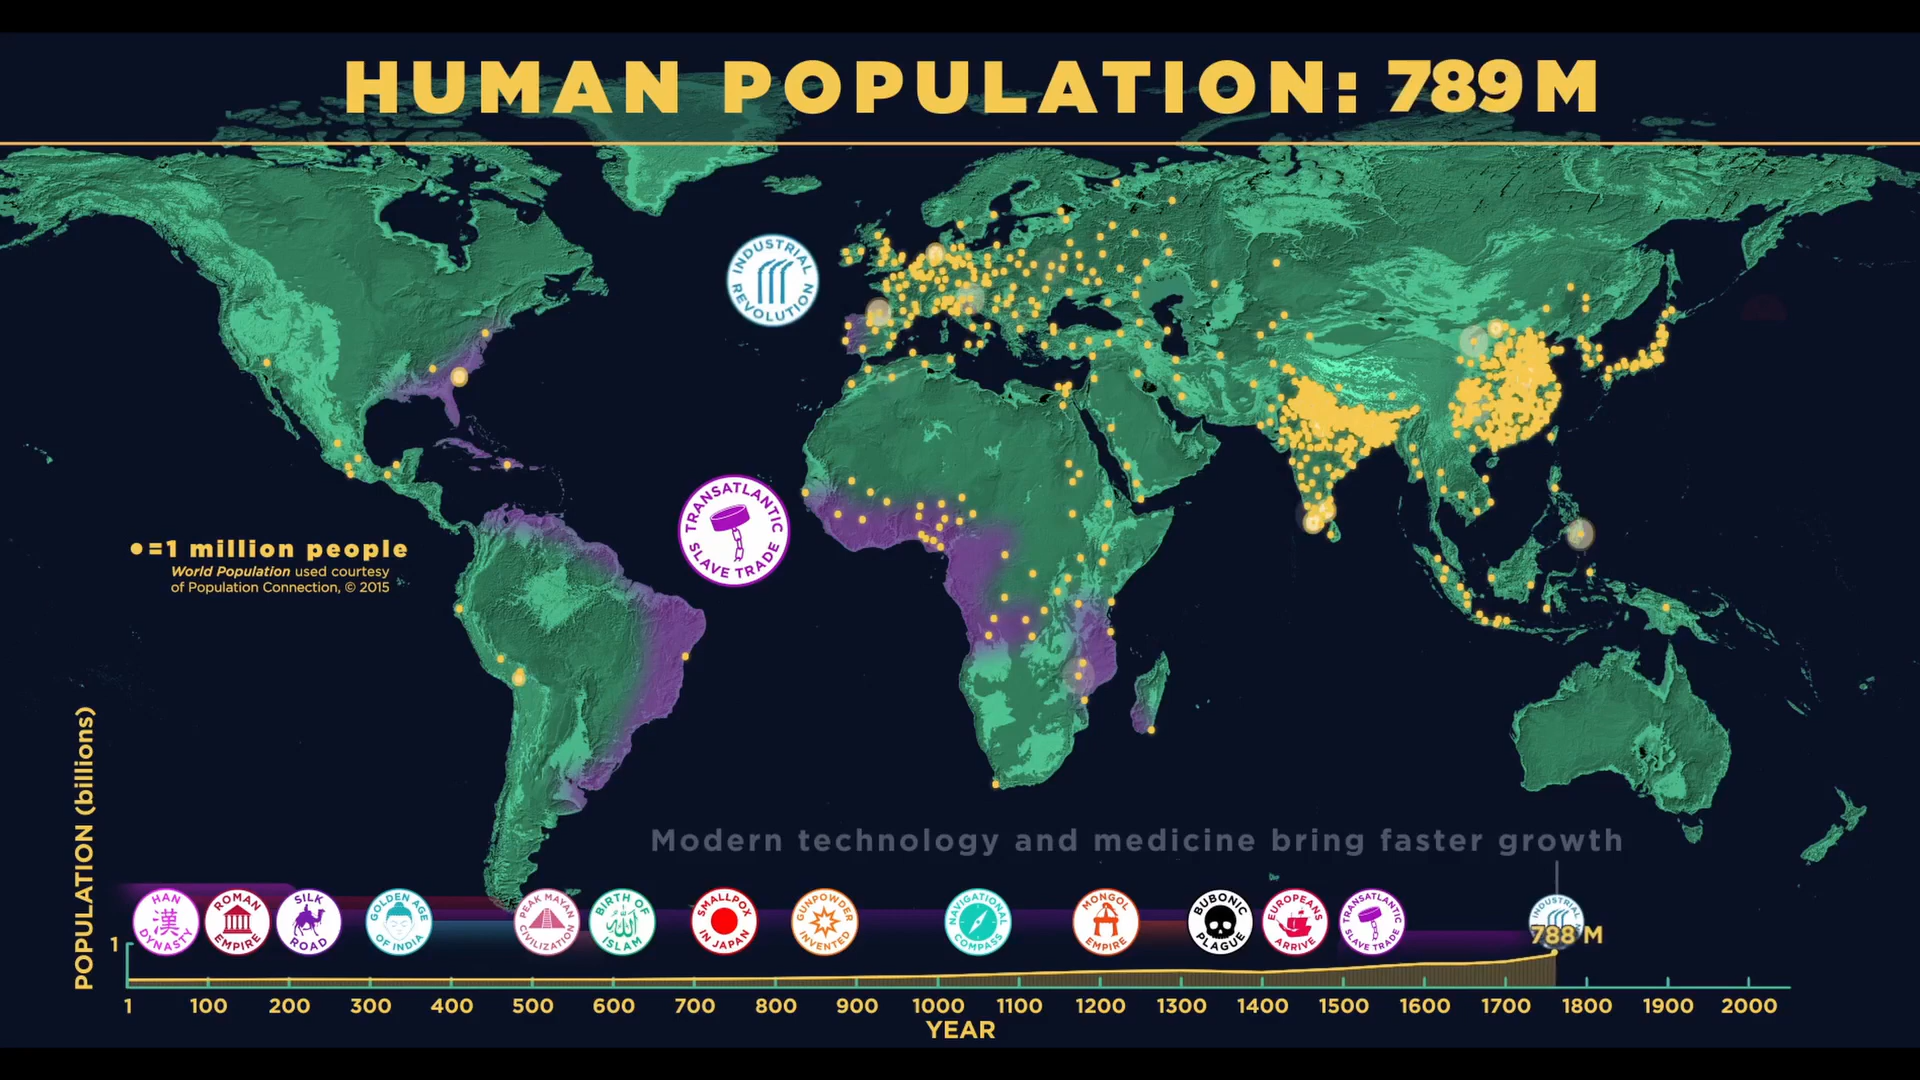 HUMAN POPULATION: 789 M
INDUSTRIAL
REVOLUTION
TRANSATLANTIC
SLAVE TRADE
=1 million people
World Population used courtesy
of Population Connection, © 2015
Modern technology and medicine bring faster growth
POPULATION (billions)
HAN
漢
DYNASTY
ROMAN
EMPIRE
SILK
ROAD
GOLDEN AGE
OF INDIA
PEAK MAYAN
CIVILIZATION
BIRTH OF
ISLAM
SMALLPOX
IN JAPAN
GUNPOWDER
INVENTED
NAVIGATIONAL
COMPASS
MONGOL
EMPIRE
BUBONIC
PLAGUE
EUROPEANS
ARRIVE
TRANSATLANTIC
SLAVE TRADE
INDUSTRIAL
788 M
1
1 100 200 300 400 500 600 700 800 900 1000 1100 1200 1300 1400 1500 1600 1700 1800 1900 2000
YEAR